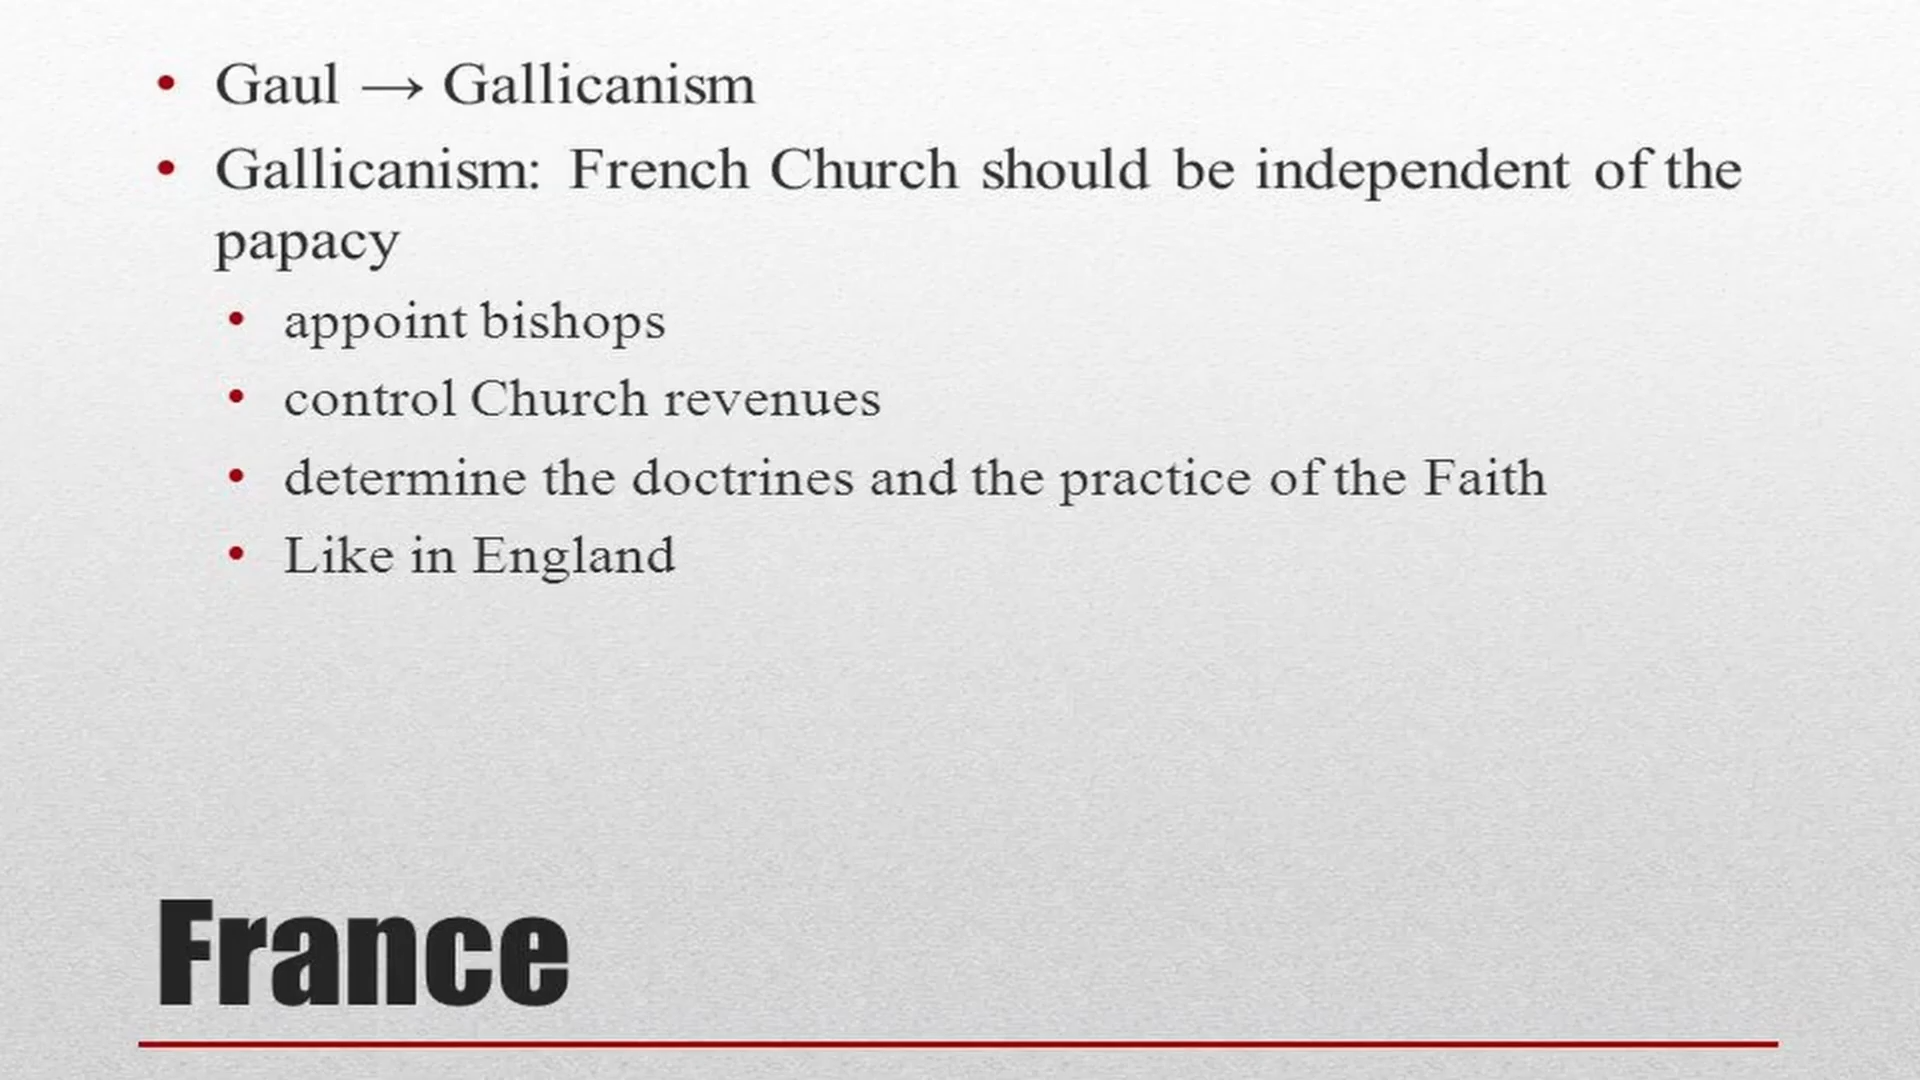 • Gaul → Gallicanism
• Gallicanism: French Church should be independent of the
papacy
• appoint bishops
• control Church revenues
• determine the doctrines and the practice of the Faith
• Like in England
France